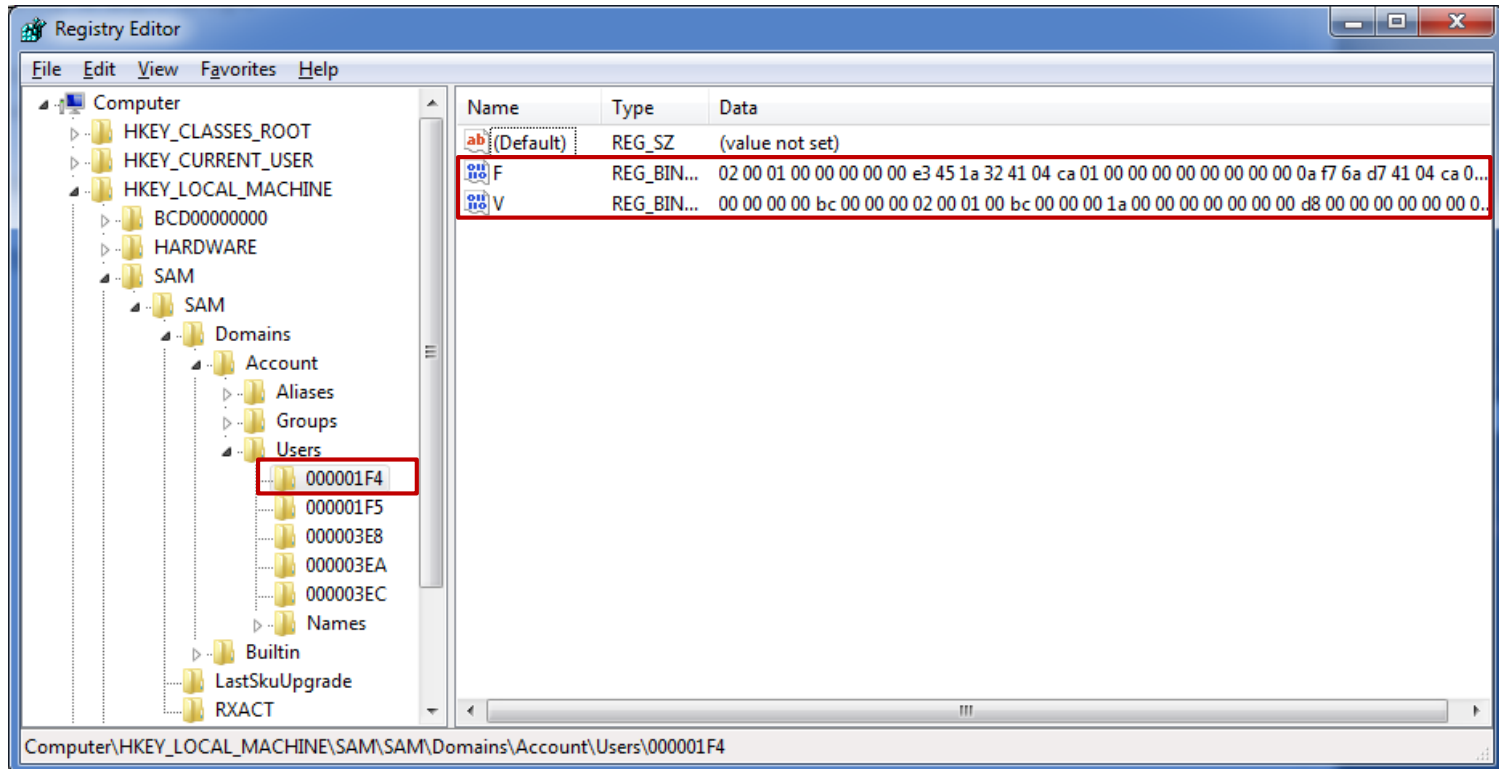 Registry Editor
File Edit View Favorites Help
Computer
HKEY_CLASSES_ROOT
HKEY_CURRENT_USER
HKEY_LOCAL_MACHINE
BCD00000000
HARDWARE
SAM
SAM
Domains
Account
Aliases
Groups
Users
000001F4
000001F5
000003E8
000003EA
000003EC
Names
Builtin
LastSkuUpgrade
RXACT
Name Type Data
(Default) REG_SZ (value not set)
F REG_BIN... 02 00 01 00 00 00 00 00 e3 45 1a 32 41 04 ca 01 00 00 00 00 00 00 00 00 0a f7 6a d7 41 04 ca 0...
V REG_BIN... 00 00 00 00 bc 00 00 00 02 00 01 00 bc 00 00 00 1a 00 00 00 00 00 00 00 d8 00 00 00 00 00 00 0...
Computer\HKEY_LOCAL_MACHINE\SAM\SAM\Domains\Account\Users\000001F4